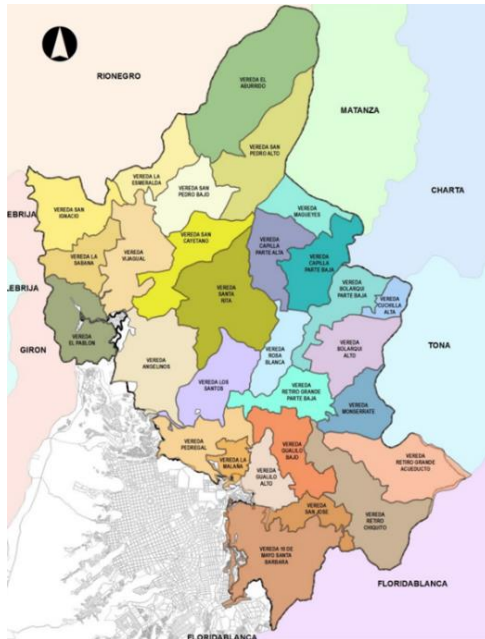 RIONEGRO
VEREDA EL
ABURRIDO
MATANZA
VEREDA SAN
PEDRO ALTO
VEREDA LA
ESMERALDA
VEREDA SAN
PEDRO BAJO
CHARTA
EBRIJA
VEREDA SAN
IGNACIO
VEREDA
MAGUEYES
VEREDA SAN
CAYETANO
VEREDA
VIJAGUAL
VEREDA
CAPILLA
PARTE ALTA
VEREDA
CAPILLA
PARTE BAJA
VEREDA LA
SABANA
LEBRIJA
VEREDA
SANTA
RITA
VEREDA
BOLARQUI
PARTE BAJA
VEREDA
CUCHILLA
ALTA
GIRON
VEREDA
EL PABLON
VEREDA
ANGELINOS
VEREDA
ROSA
BLANCA
VEREDA
BOLARQUI
ALTO
TONA
VEREDA LOS
SANTOS
VEREDA
RETIRO GRANDE
PARTE BAJA
VEREDA
MONSERRATE
VEREDA
PEDREGAL
VEREDA
GUALILO
BAJO
VEREDA LA
MALAÑA
VEREDA
RETIRO GRANDE
ACUEDUCTO
VEREDA
GUALILO
ALTO
VEREDA
SAN JOSE
VEREDA
RETIRO
CHIQUITO
VEREDA 10 DE
MAYO SANTA
BARBARA
FLORIDABLANCA
FLORIDABLANCA